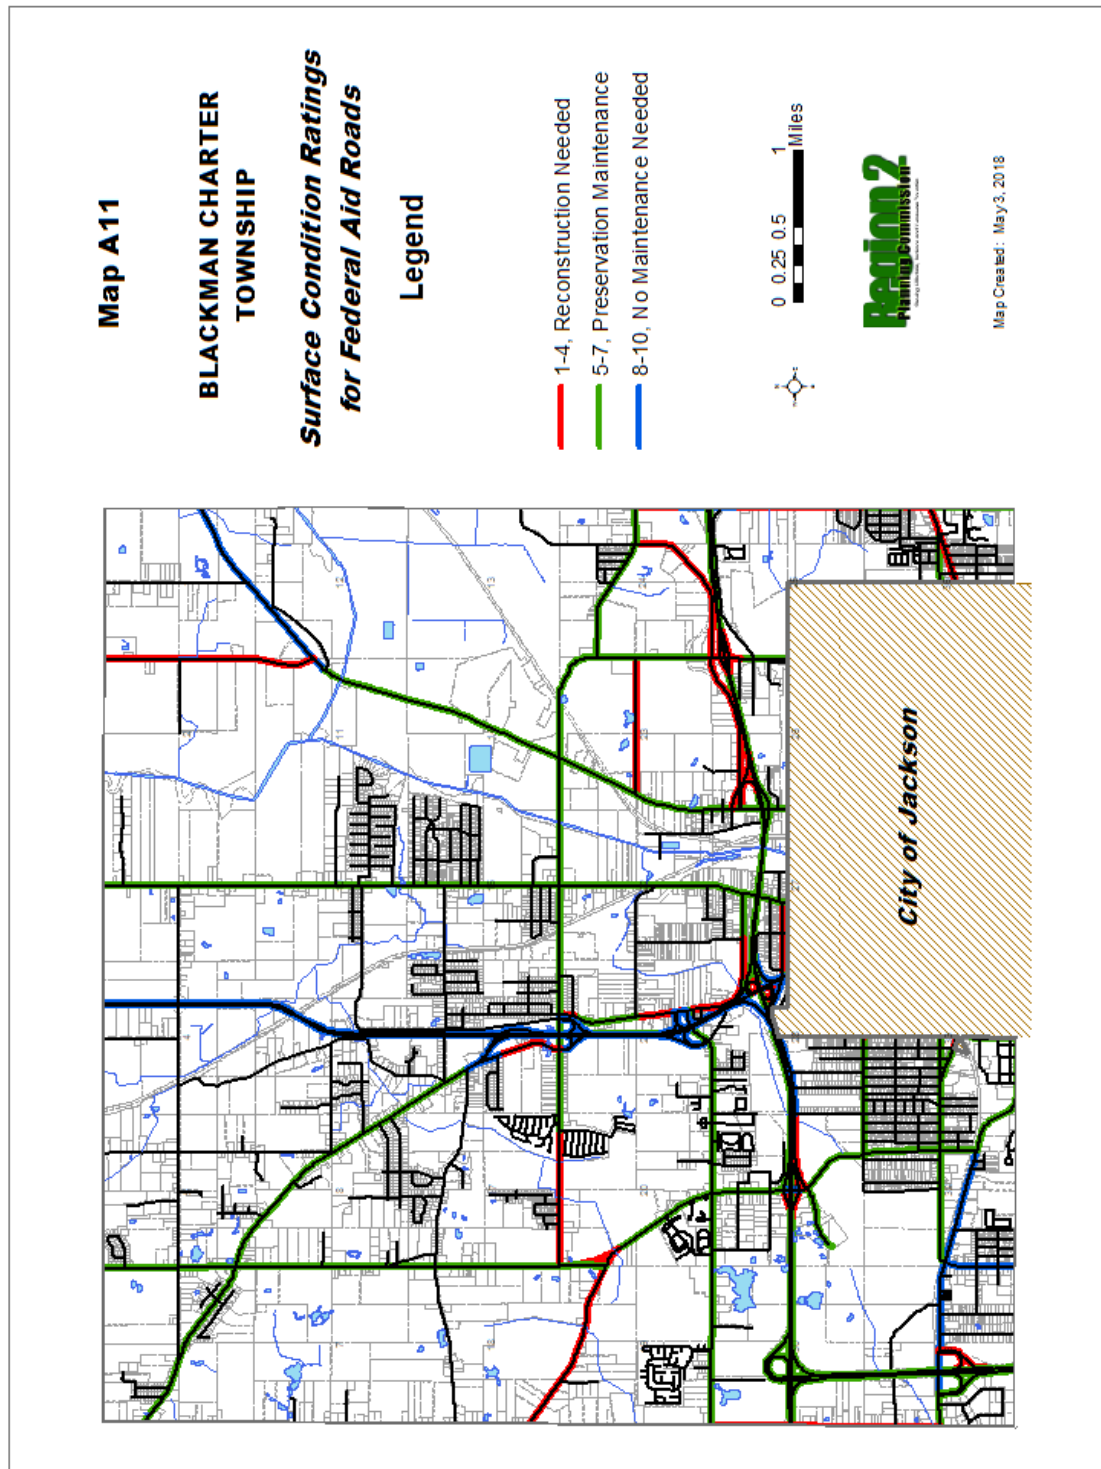 Map A11
BLACKMAN CHARTER
TOWNSHIP
Surface Condition Ratings
for Federal Aid Roads
Legend
1-4, Reconstruction Needed
5-7, Preservation Maintenance
8-10, No Maintenance Needed
0 0.25 0.5 1
Miles
Region 2
Planning Commission
Map Created: May 3, 2018
City of Jackson